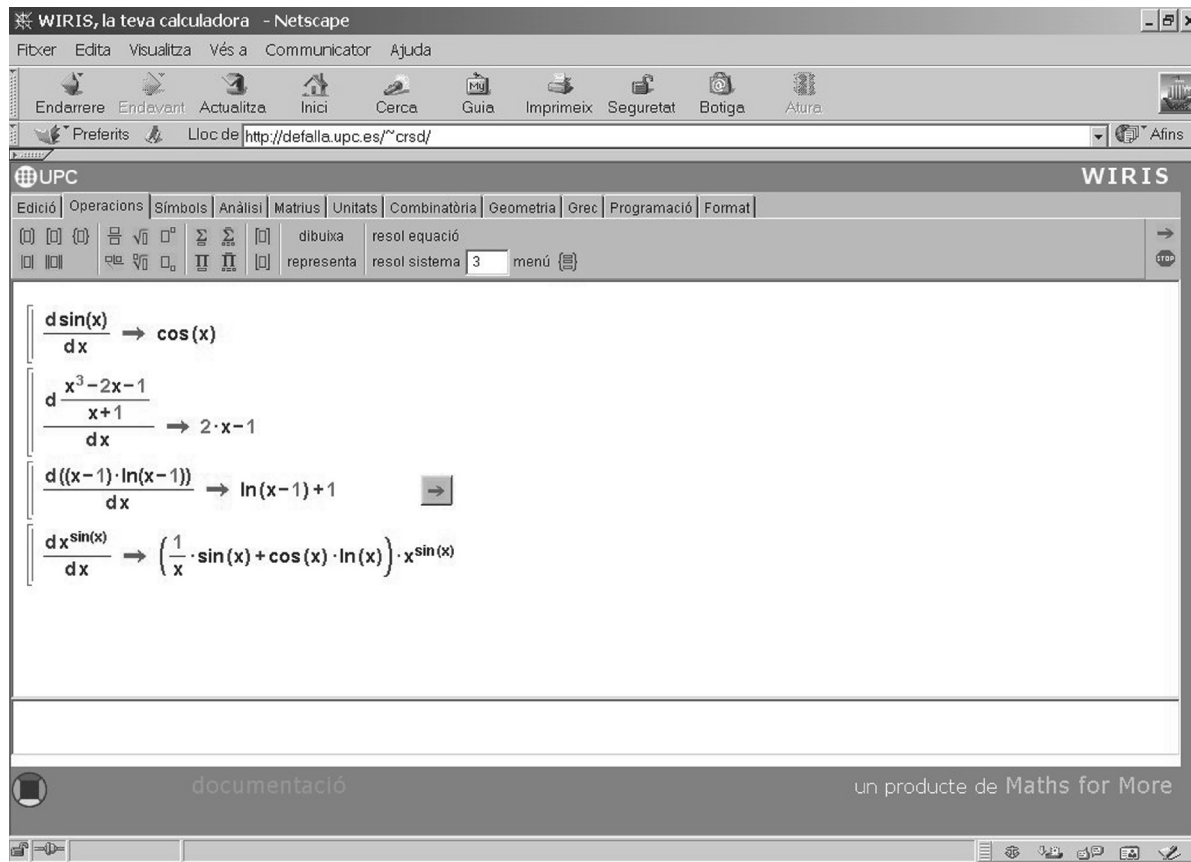 WIRIS, la teva calculadora - Netscape
Fitxer Edita Visualitza Vés a Communicator Ajuda
My
Endarrere Endavant Actualitza Inici Cerca Guia Imprimeix Seguretat Botiga Atura
Preferits Lloc de http://defalla.upc.es/~crsd/ Afins
UPC WIRIS
Edició Operacions Símbols Anàlisi Matrius Unitats Combinatòria Geometria Grec Programació Format
dibuixa resol equació
representa resol sistema 3 menú STOP
d sin(x) / dx → cos(x)
d (x³−2x−1)/(x+1) / dx → 2·x−1
d((x−1)·ln(x−1)) / dx → ln(x−1)+1
d x^sin(x) / dx → (1/x ·sin(x)+cos(x)·ln(x))·x^sin(x)
documentació un producte de Maths for More